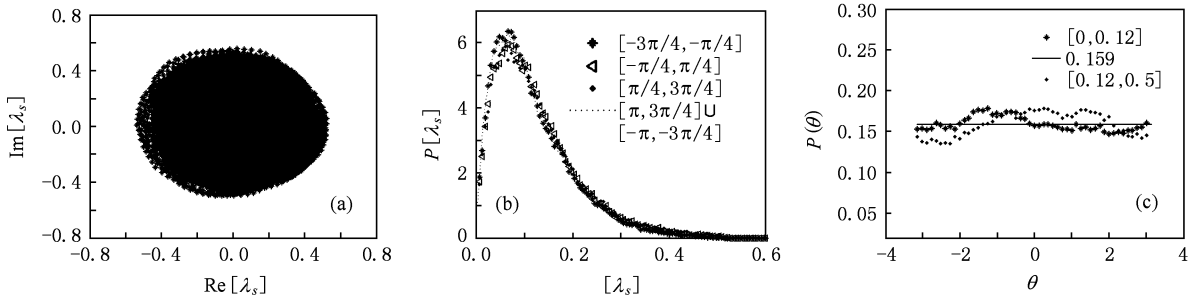 0.8
0.4
0.0
-0.4
-0.8
Im[λs]
-0.8 -0.4 0.0 0.4 0.8
Re[λs]
(a)
6
4
2
0
P[λs]
[-3π/4,-π/4]
[-π/4,π/4]
[π/4,3π/4]
[π,3π/4]∪
[-π,-3π/4]
(b)
0.0 0.2 0.4 0.6
[λs]
0.30
0.25
0.20
0.15
0.10
0.05
P(θ)
[0,0.12]
0.159
[0.12,0.5]
(c)
-4 -2 0 2 4
θ